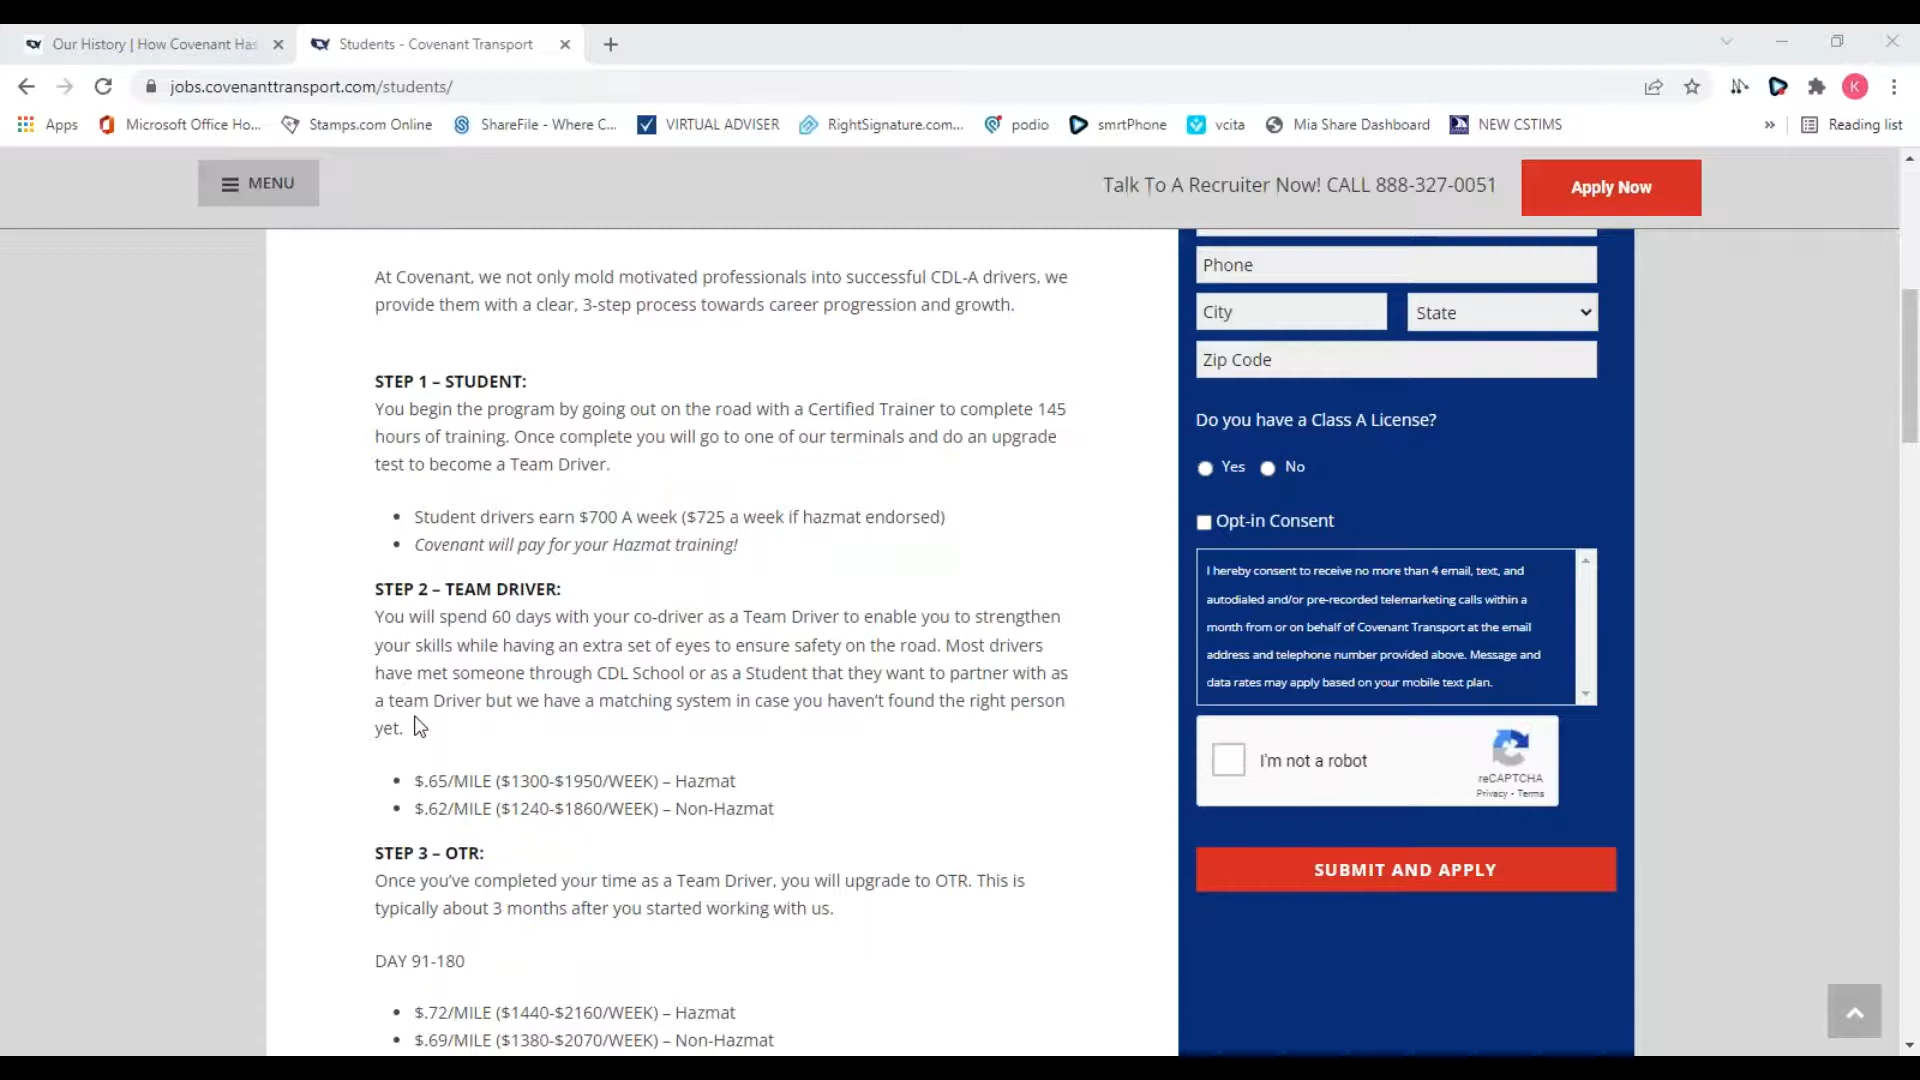 Our History | How Covenant Has
Students - Covenant Transport
jobs.covenanttransport.com/students/
K
Apps
Microsoft Office Ho...
Stamps.com Online
ShareFile - Where C...
VIRTUAL ADVISER
RightSignature.com...
podio
smrtPhone
vcita
Mia Share Dashboard
NEW CSTIMS
»
Reading list
MENU
Talk To A Recruiter Now! CALL 888-327-0051
Apply Now
At Covenant, we not only mold motivated professionals into successful CDL-A drivers, we
provide them with a clear, 3-step process towards career progression and growth.
STEP 1 – STUDENT:
You begin the program by going out on the road with a Certified Trainer to complete 145
hours of training. Once complete you will go to one of our terminals and do an upgrade
test to become a Team Driver.
• Student drivers earn $700 A week ($725 a week if hazmat endorsed)
• Covenant will pay for your Hazmat training!
STEP 2 – TEAM DRIVER:
You will spend 60 days with your co-driver as a Team Driver to enable you to strengthen
your skills while having an extra set of eyes to ensure safety on the road. Most drivers
have met someone through CDL School or as a Student that they want to partner with as
a team Driver but we have a matching system in case you haven’t found the right person
yet.
• $.65/MILE ($1300-$1950/WEEK) – Hazmat
• $.62/MILE ($1240-$1860/WEEK) – Non-Hazmat
STEP 3 – OTR:
Once you’ve completed your time as a Team Driver, you will upgrade to OTR. This is
typically about 3 months after you started working with us.
DAY 91-180
• $.72/MILE ($1440-$2160/WEEK) – Hazmat
• $.69/MILE ($1380-$2070/WEEK) – Non-Hazmat
Phone
City
State
Zip Code
Do you have a Class A License?
Yes
No
Opt-in Consent
I hereby consent to receive no more than 4 email, text, and
autodialed and/or pre-recorded telemarketing calls within a
month from or on behalf of Covenant Transport at the email
address and telephone number provided above. Message and
data rates may apply based on your mobile text plan.
I'm not a robot
reCAPTCHA
Privacy - Terms
SUBMIT AND APPLY